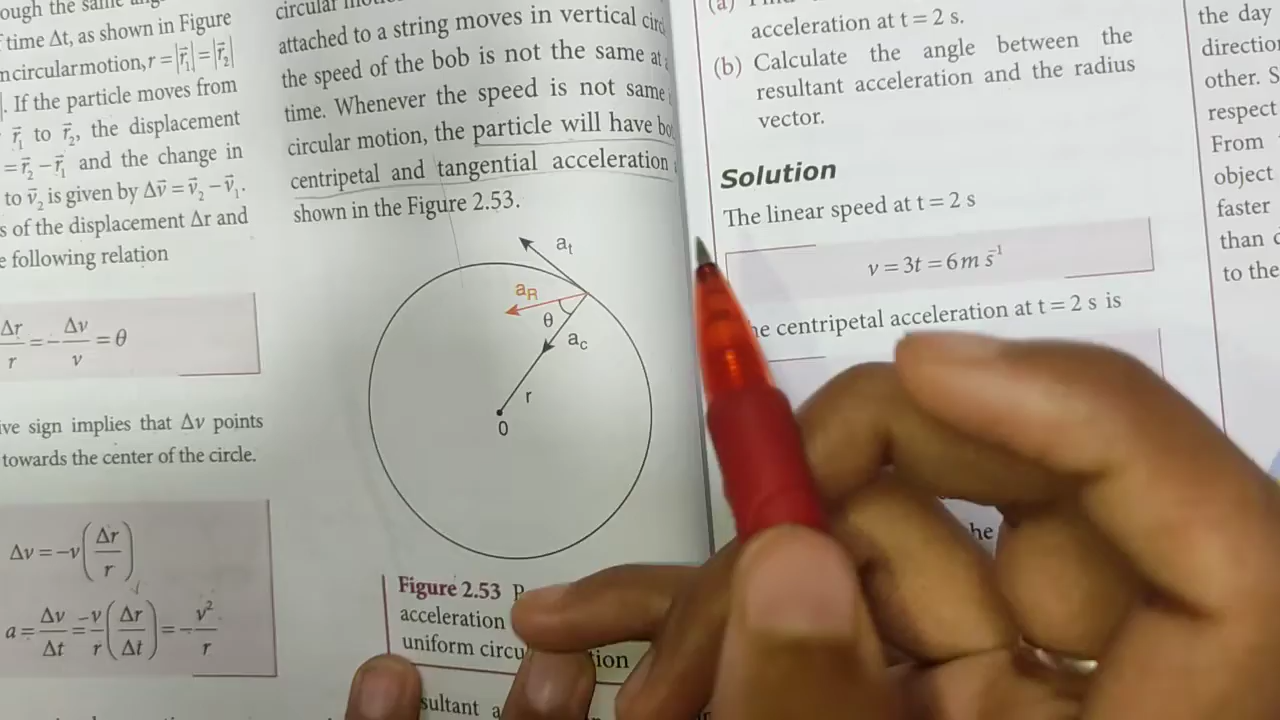 ough the same
time Δt, as shown in Figure
circular motion, r = |r⃗₁| = |r⃗₂|
. If the particle moves from
r⃗₁ to r⃗₂, the displacement
= r⃗₂ − r⃗₁ and the change in
to v⃗₂ is given by Δv⃗ = v⃗₂ − v⃗₁.
s of the displacement Δr and
e following relation
Δr/r = −Δv/v = θ
ive sign implies that Δv points
towards the center of the circle.
Δv = −v(Δr/r)
a = Δv/Δt = −v/r(Δr/Δt) = −v²/r
circular
attached to a string moves in vertical
the speed of the bob is not the same at
time. Whenever the speed is not same
circular motion, the particle will have
centripetal and tangential acceleration
shown in the Figure 2.53.
aₜ
a_R
θ
a_c
r
0
Figure 2.53
acceleration
uniform
sultant
(a)
acceleration at t = 2 s.
(b) Calculate the angle between the
resultant acceleration and the radius
vector.
Solution
The linear speed at t = 2 s
v = 3t = 6 m s⁻¹
he centripetal acceleration at t = 2 s is
he
the day
direction
other. S
respect
From
object
faster
than
to the